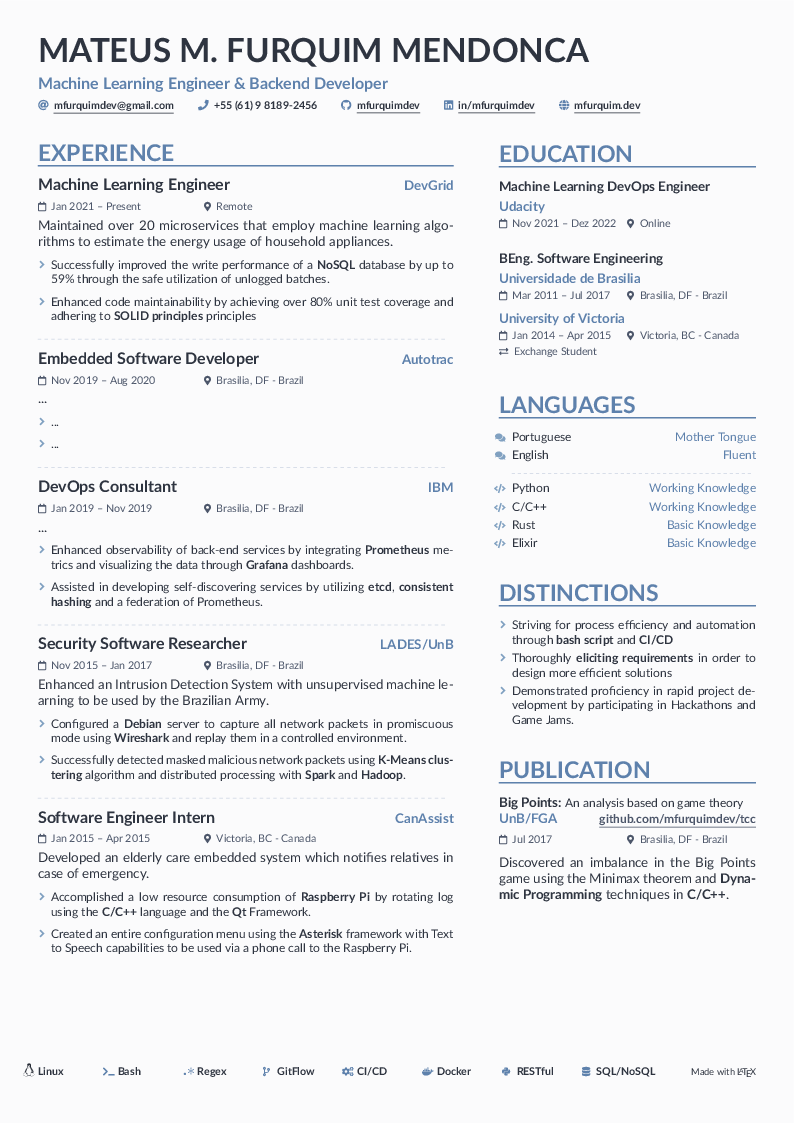 MATEUS M. FURQUIM MENDONCA
Machine Learning Engineer & Backend Developer
mfurquimdev@gmail.com +55 (61) 9 8189-2456 mfurquimdev in/mfurquimdev mfurquim.dev
EXPERIENCE
Machine Learning Engineer DevGrid
Jan 2021 – Present Remote
Maintained over 20 microservices that employ machine learning algo-
rithms to estimate the energy usage of household appliances.
Successfully improved the write performance of a NoSQL database by up to
59% through the safe utilization of unlogged batches.
Enhanced code maintainability by achieving over 80% unit test coverage and
adhering to SOLID principles principles
Embedded Software Developer Autotrac
Nov 2019 – Aug 2020 Brasilia, DF - Brazil
...
...
...
DevOps Consultant IBM
Jan 2019 – Nov 2019 Brasilia, DF - Brazil
...
Enhanced observability of back-end services by integrating Prometheus me-
trics and visualizing the data through Grafana dashboards.
Assisted in developing self-discovering services by utilizing etcd, consistent
hashing and a federation of Prometheus.
Security Software Researcher LADES/UnB
Nov 2015 – Jan 2017 Brasilia, DF - Brazil
Enhanced an Intrusion Detection System with unsupervised machine le-
arning to be used by the Brazilian Army.
Configured a Debian server to capture all network packets in promiscuous
mode using Wireshark and replay them in a controlled environment.
Successfully detected masked malicious network packets using K-Means clus-
tering algorithm and distributed processing with Spark and Hadoop.
Software Engineer Intern CanAssist
Jan 2015 – Apr 2015 Victoria, BC - Canada
Developed an elderly care embedded system which notifies relatives in
case of emergency.
Accomplished a low resource consumption of Raspberry Pi by rotating log
using the C/C++ language and the Qt Framework.
Created an entire configuration menu using the Asterisk framework with Text
to Speech capabilities to be used via a phone call to the Raspberry Pi.
EDUCATION
Machine Learning DevOps Engineer
Udacity
Nov 2021 – Dez 2022 Online
BEng. Software Engineering
Universidade de Brasilia
Mar 2011 – Jul 2017 Brasilia, DF - Brazil
University of Victoria
Jan 2014 – Apr 2015 Victoria, BC - Canada
Exchange Student
LANGUAGES
Portuguese Mother Tongue
English Fluent
Python Working Knowledge
C/C++ Working Knowledge
Rust Basic Knowledge
Elixir Basic Knowledge
DISTINCTIONS
Striving for process efficiency and automation
through bash script and CI/CD
Thoroughly eliciting requirements in order to
design more efficient solutions
Demonstrated proficiency in rapid project de-
velopment by participating in Hackathons and
Game Jams.
PUBLICATION
Big Points: An analysis based on game theory
UnB/FGA github.com/mfurquimdev/tcc
Jul 2017 Brasilia, DF - Brazil
Discovered an imbalance in the Big Points
game using the Minimax theorem and Dyna-
mic Programming techniques in C/C++.
Linux Bash .* Regex GitFlow CI/CD Docker RESTful SQL/NoSQL Made with LATEX